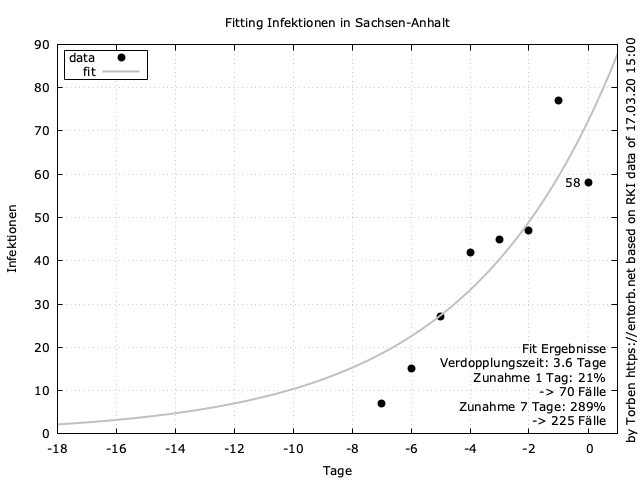 Fitting Infektionen in Sachsen-Anhalt
90
80
70
60
50
40
30
20
10
0
Infektionen
data
fit
58
Fit Ergebnisse
Verdopplungszeit: 3.6 Tage
Zunahme 1 Tag: 21%
-> 70 Fälle
Zunahme 7 Tage: 289%
-> 225 Fälle
-18 -16 -14 -12 -10 -8 -6 -4 -2 0
Tage
by Torben https://entorb.net based on RKI data of 17.03.20 15:00